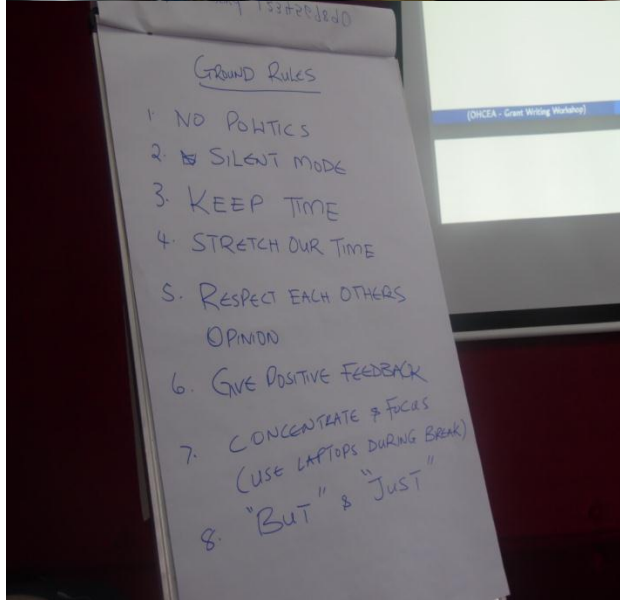 GROUND RULES
1. NO POLITICS
2. SILENT MODE
3. KEEP TIME
4. STRETCH OUR TIME
5. RESPECT EACH OTHERS
OPINION
6. GIVE POSITIVE FEEDBACK
7. CONCENTRATE & FOCUS
(USE LAPTOPS DURING BREAK)
8. "BUT" & "JUST"
[OHCEA - Grant Writing Workshop]